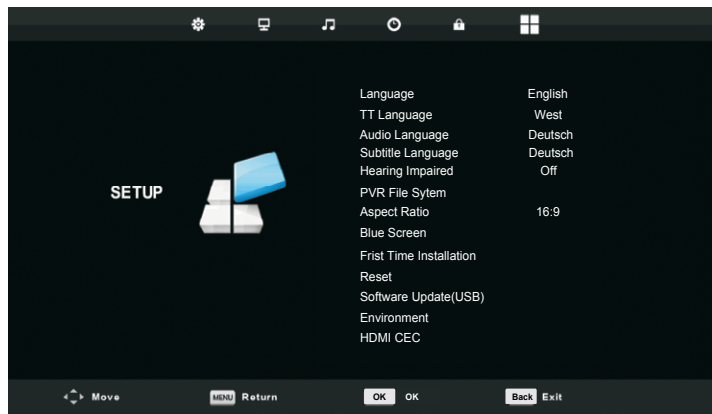 Language English
TT Language West
Audio Language Deutsch
Subtitle Language Deutsch
Hearing Impaired Off
SETUP
PVR File Sytem
Aspect Ratio 16:9
Blue Screen
Frist Time Installation
Reset
Software Update(USB)
Environment
HDMI CEC
Move MENU Return OK OK Back Exit